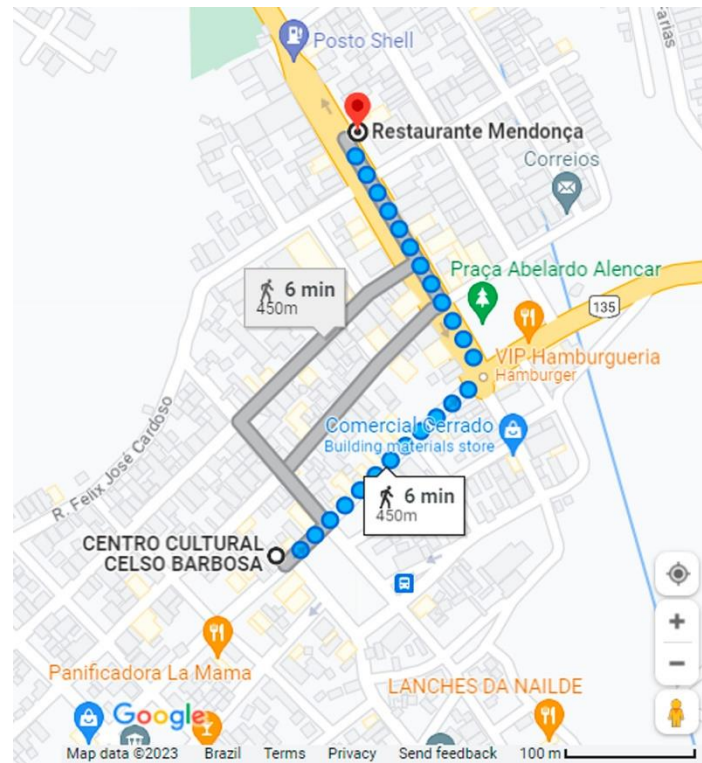 Posto Shell
arias
Restaurante Mendonça
Correios
6 min
450m
Praça Abelardo Alencar
135
VIP Hamburgueria
Hamburger
Comercial Cerrado
Building materials store
R. Felix José Cardoso
6 min
450m
CENTRO CULTURAL
CELSO BARBOSA
Panificadora La Mama
LANCHES DA NAILDE
Google
Map data ©2023 Brazil Terms Privacy Send feedback 100 m